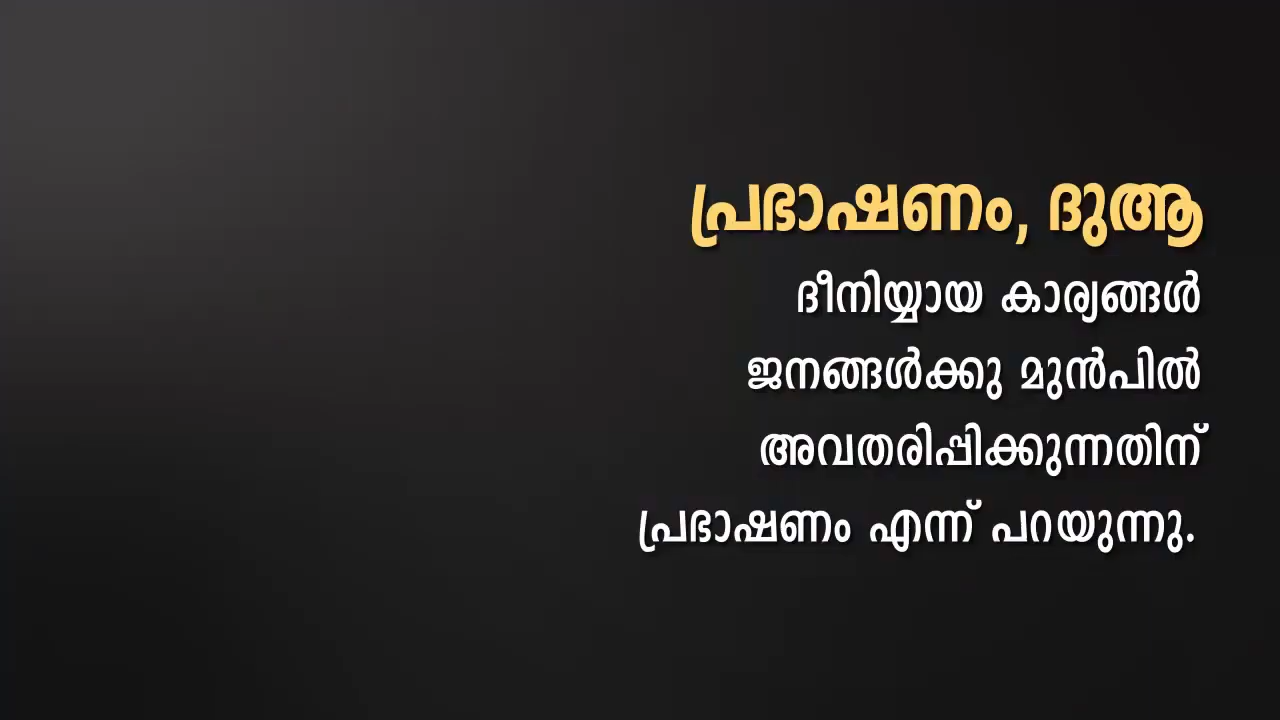 പ്രഭാഷണം, ദുആ
ദീനിയ്യായ കാര്യങ്ങൾ
ജനങ്ങൾക്കു മുൻപിൽ
അവതരിപ്പിക്കുന്നതിന്
പ്രഭാഷണം എന്ന് പറയുന്നു.